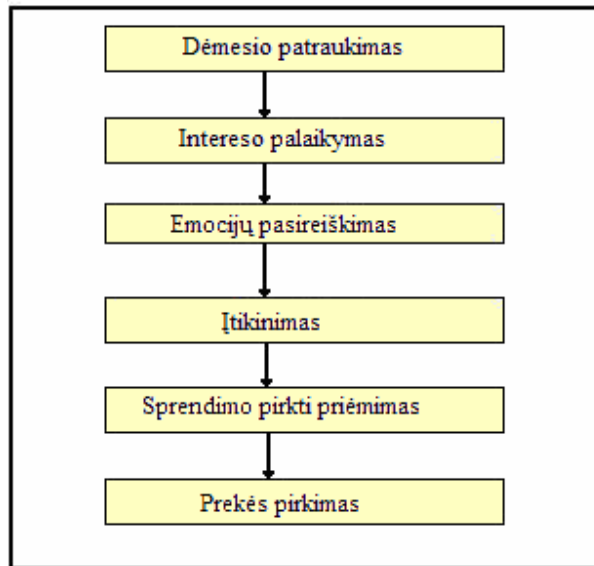 Dėmesio patraukimas
Intereso palaikymas
Emocijų pasireiškimas
Įtikinimas
Sprendimo pirkti priėmimas
Prekės pirkimas